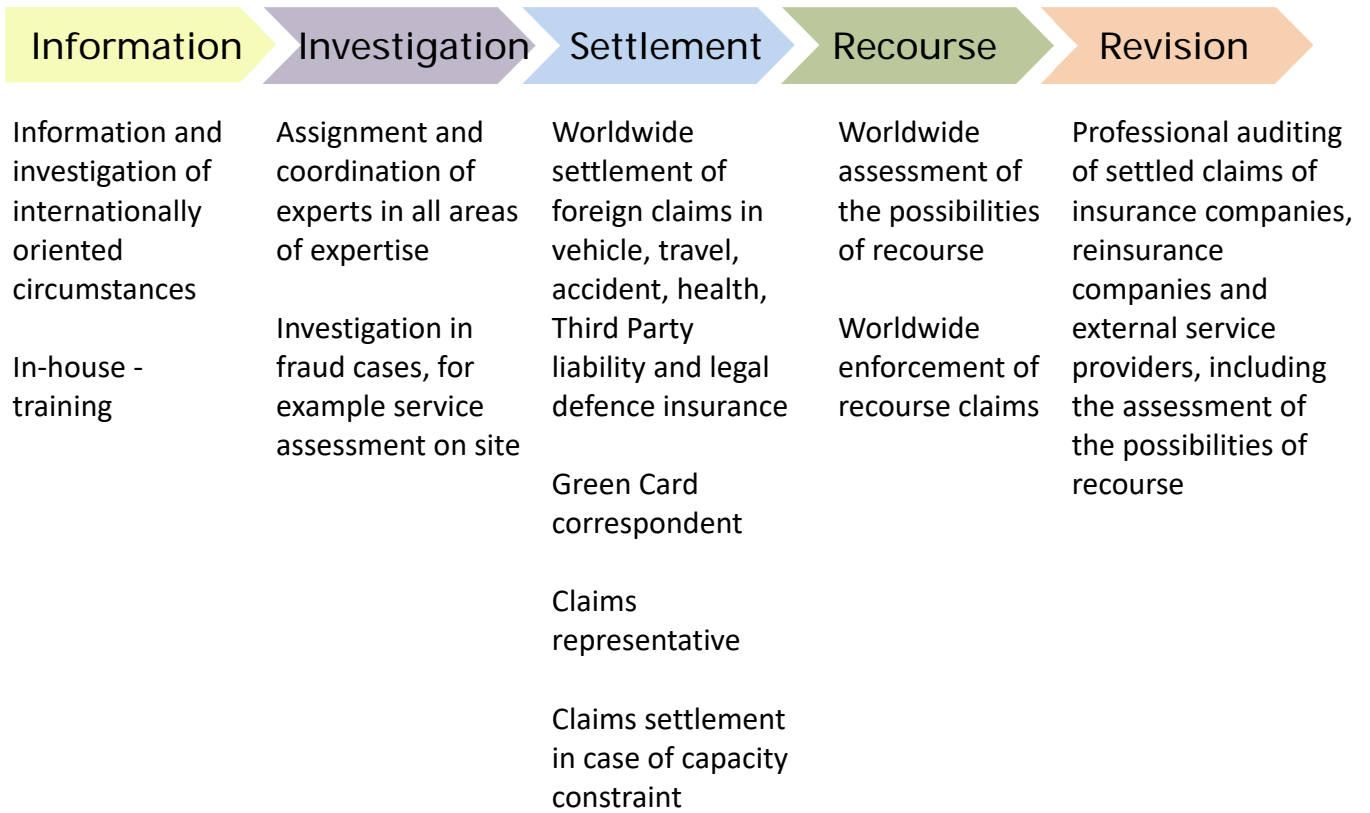 Information
Investigation
Settlement
Recourse
Revision
Information and
investigation of
internationally
oriented
circumstances
In-house -
training
Assignment and
coordination of
experts in all areas
of expertise
Investigation in
fraud cases, for
example service
assessment on site
Worldwide
settlement of
foreign claims in
vehicle, travel,
accident, health,
Third Party
liability and legal
defence insurance
Green Card
correspondent
Claims
representative
Claims settlement
in case of capacity
constraint
Worldwide
assessment of
the possibilities
of recourse
Worldwide
enforcement of
recourse claims
Professional auditing
of settled claims of
insurance companies,
reinsurance
companies and
external service
providers, including
the assessment of
the possibilities of
recourse